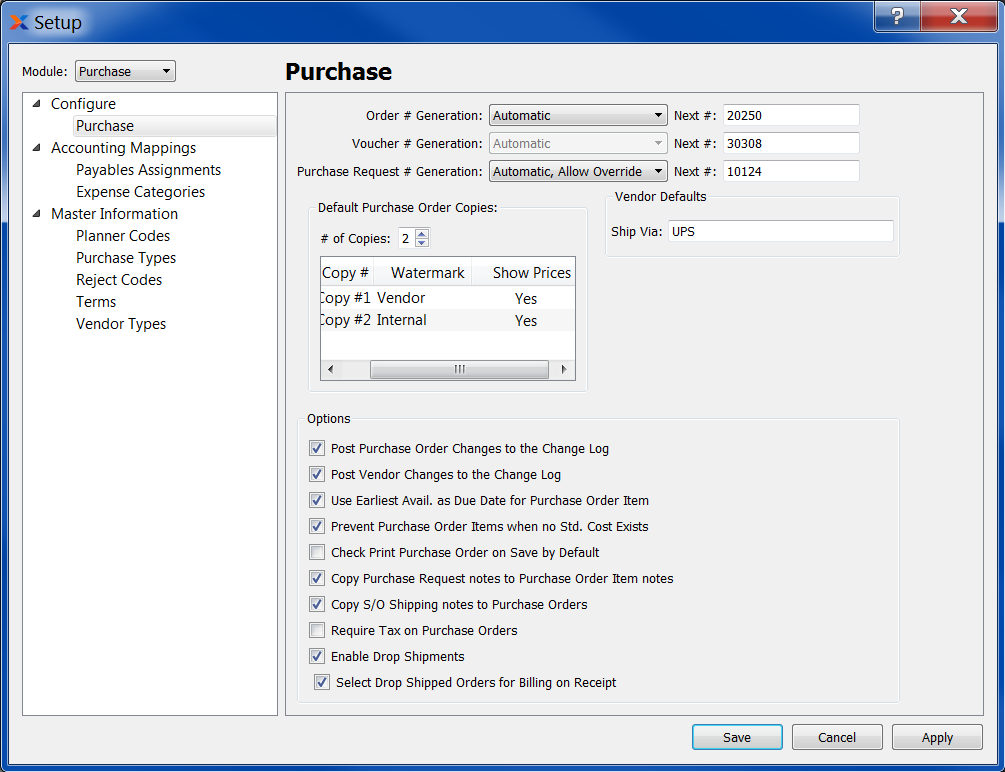 Setup
?
X
Module: Purchase
Configure
Purchase
Accounting Mappings
Payables Assignments
Expense Categories
Master Information
Planner Codes
Purchase Types
Reject Codes
Terms
Vendor Types
Purchase
Order # Generation: Automatic Next #: 20250
Voucher # Generation: Automatic Next #: 30308
Purchase Request # Generation: Automatic, Allow Override Next #: 10124
Default Purchase Order Copies:
# of Copies: 2
Copy # Watermark Show Prices
Copy #1 Vendor Yes
Copy #2 Internal Yes
Vendor Defaults
Ship Via: UPS
Options
Post Purchase Order Changes to the Change Log
Post Vendor Changes to the Change Log
Use Earliest Avail. as Due Date for Purchase Order Item
Prevent Purchase Order Items when no Std. Cost Exists
Check Print Purchase Order on Save by Default
Copy Purchase Request notes to Purchase Order Item notes
Copy S/O Shipping notes to Purchase Orders
Require Tax on Purchase Orders
Enable Drop Shipments
Select Drop Shipped Orders for Billing on Receipt
Save Cancel Apply